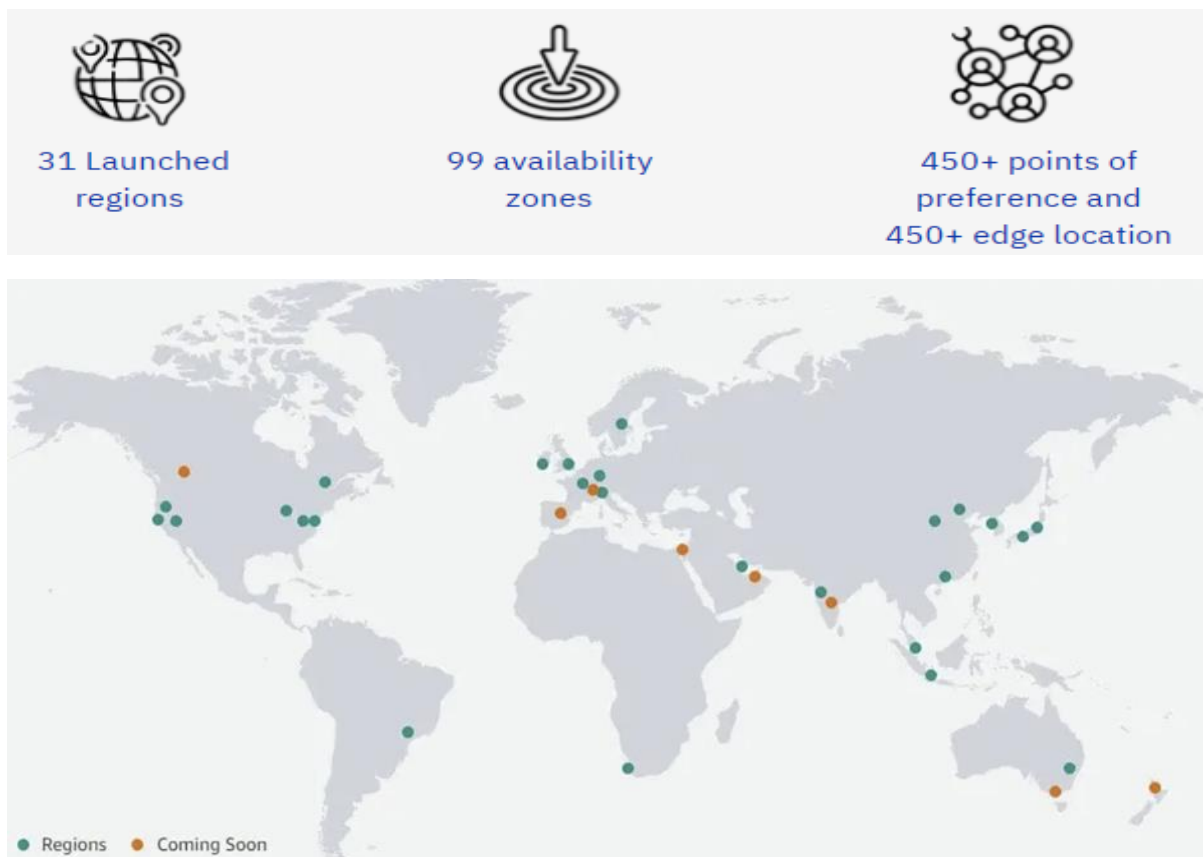 31 Launched
regions
99 availability
zones
450+ points of
preference and
450+ edge location
Regions
Coming Soon